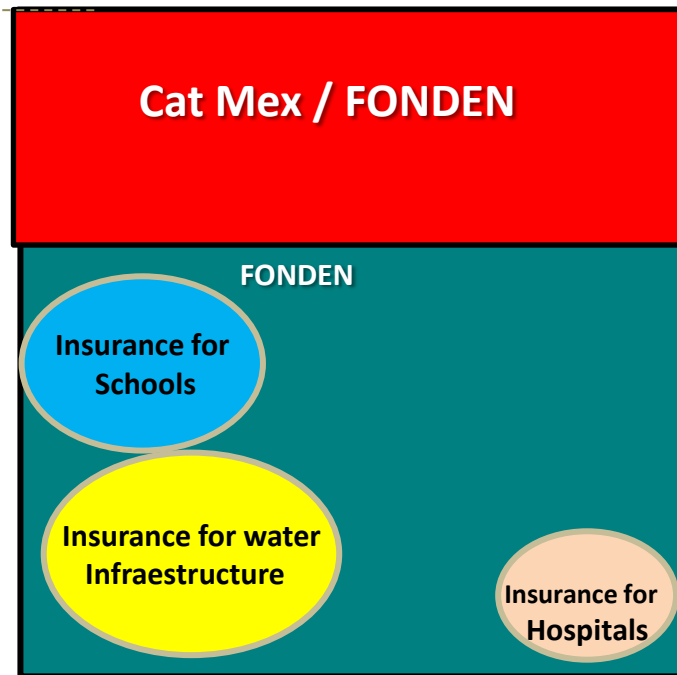 Cat Mex / FONDEN
FONDEN
Insurance for
Schools
Insurance for water
Infraestructure
Insurance for
Hospitals